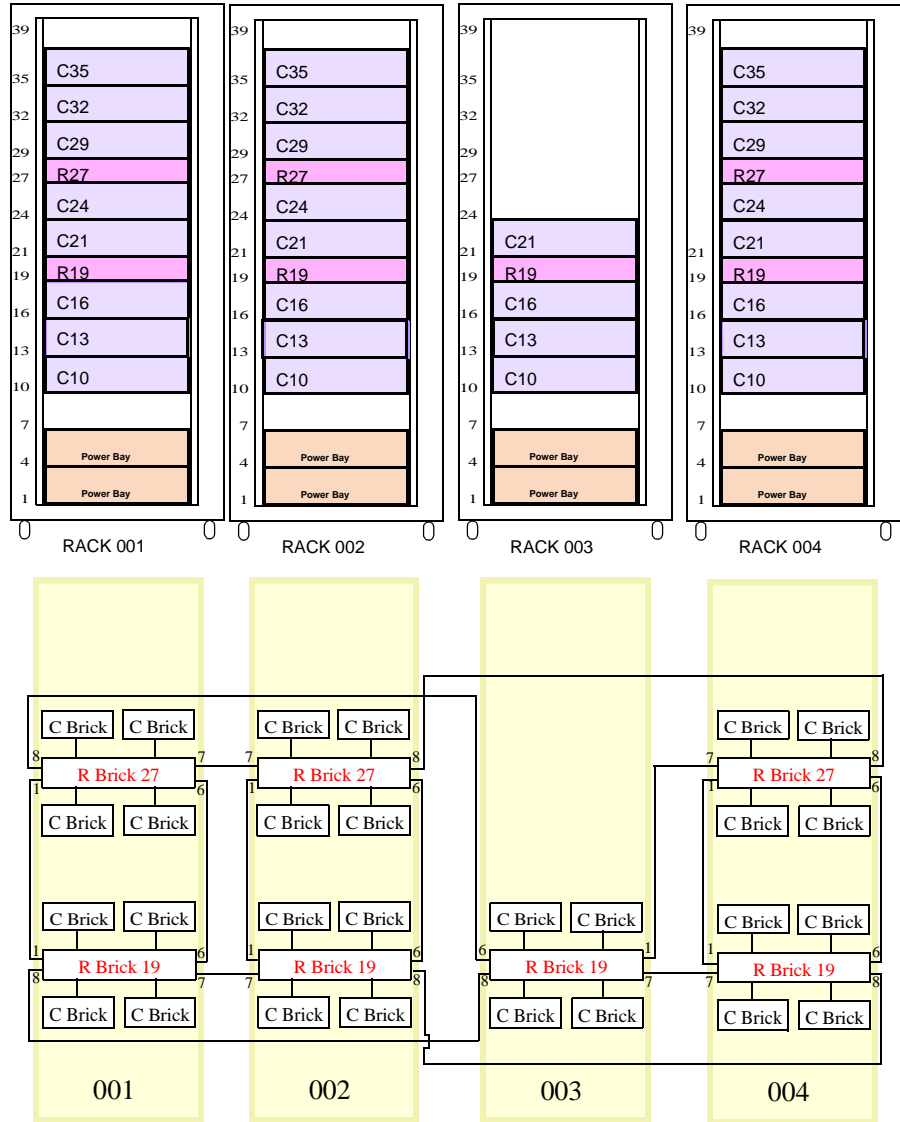 39
35
32
29
27
24
21
19
16
13
10
7
4
1
C35
C32
C29
R27
C24
C21
R19
C16
C13
C10
Power Bay
Power Bay
RACK 001
39
35
32
29
27
24
21
19
16
13
10
7
4
1
C35
C32
C29
R27
C24
C21
R19
C16
C13
C10
Power Bay
Power Bay
RACK 002
39
35
32
29
27
24
21
19
16
13
10
7
4
1
C21
R19
C16
C13
C10
Power Bay
Power Bay
RACK 003
39
35
32
29
27
24
21
19
16
13
10
7
4
1
C35
C32
C29
R27
C24
C21
R19
C16
C13
C10
Power Bay
Power Bay
RACK 004
C Brick C Brick
8 R Brick 27 7
1 6
C Brick C Brick
C Brick C Brick
1 R Brick 19 6
8 7
C Brick C Brick
001
C Brick C Brick
7 R Brick 27 8
1 6
C Brick C Brick
C Brick C Brick
1 R Brick 19 6
7 8
C Brick C Brick
002
C Brick C Brick
6 R Brick 19 1
8 7
C Brick C Brick
003
C Brick C Brick
7 R Brick 27 8
1 6
C Brick C Brick
C Brick C Brick
1 R Brick 19 6
7 8
C Brick C Brick
004